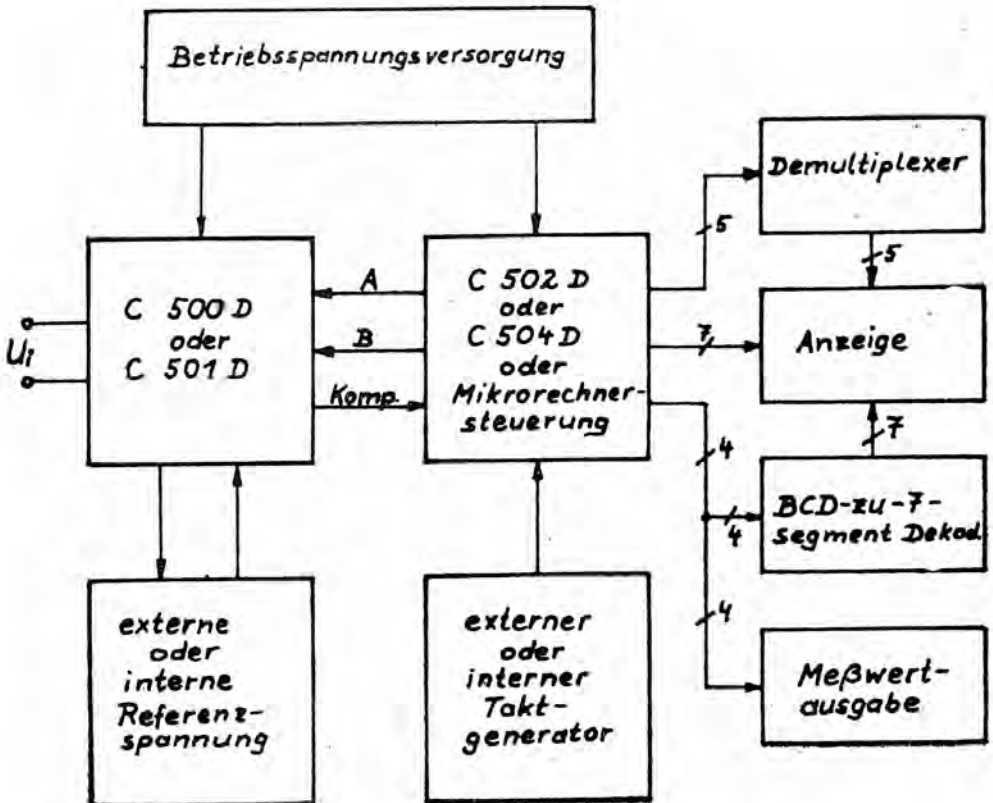 Betriebsspannungsversorgung
Demultiplexer
5
5
C 500 D
oder
C 501 D
Ui
A
B
Komp.
C 502 D
oder
C 504 D
oder
Mikrorechner-
steuerung
7
Anzeige
7
4
4
BCD-zu-7-
segment Dekod.
4
externe
oder
interne
Referenz-
spannung
externer
oder
interner
Takt-
generator
Meßwert-
ausgabe